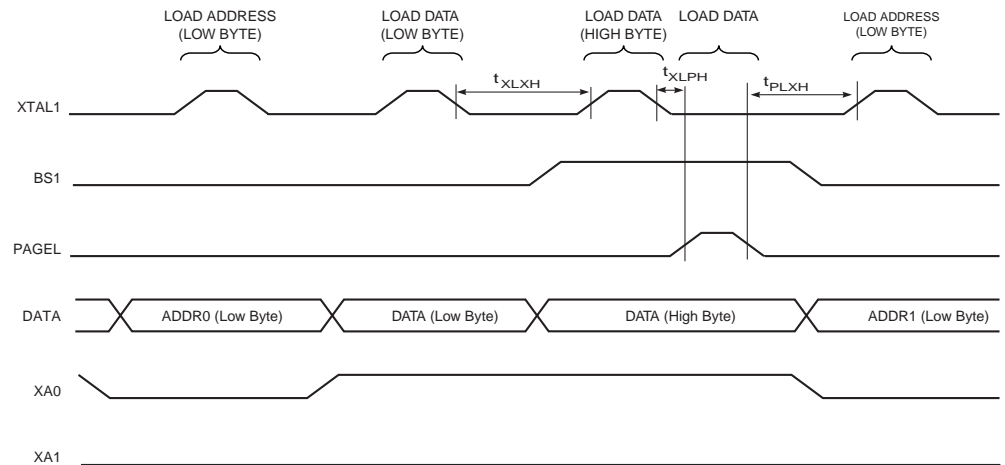 LOAD ADDRESS
(LOW BYTE)
LOAD DATA
(LOW BYTE)
LOAD DATA
(HIGH BYTE)
LOAD DATA
LOAD ADDRESS
(LOW BYTE)
tXLXH
tXLPH
tPLXH
XTAL1
BS1
PAGEL
DATA
ADDR0 (Low Byte)
DATA (Low Byte)
DATA (High Byte)
ADDR1 (Low Byte)
XA0
XA1